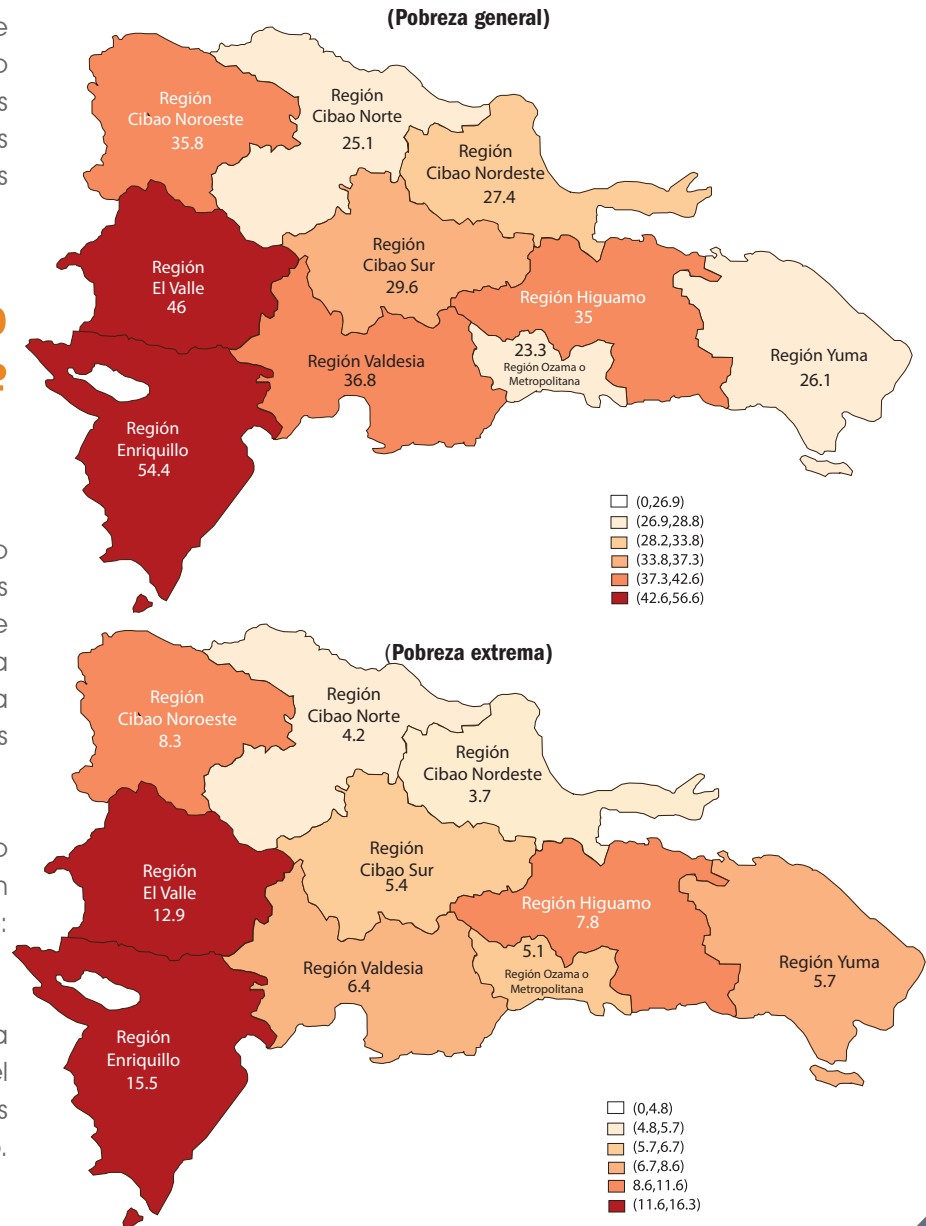 (Pobreza general)
Región
Cibao Noroeste
35.8
Región
Cibao Norte
25.1
Región
Cibao Nordeste
27.4
Región
El Valle
46
Región
Cibao Sur
29.6
Región Higuamo
35
Región Yuma
26.1
Región Valdesia
36.8
23.3
Región Ozama o
Metropolitana
Región
Enriquillo
54.4
(0,26.9)
(26.9,28.8)
(28.2,33.8)
(33.8,37.3)
(37.3,42.6)
(42.6,56.6)
(Pobreza extrema)
Región
Cibao Noroeste
8.3
Región
Cibao Norte
4.2
Región
Cibao Nordeste
3.7
Región
El Valle
12.9
Región
Cibao Sur
5.4
Región Higuamo
7.8
Región Yuma
5.7
Región Valdesia
6.4
5.1
Región Ozama o
Metropolitana
Región
Enriquillo
15.5
(0,4.8)
(4.8,5.7)
(5.7,6.7)
(6.7,8.6)
8.6,11.6)
(11.6,16.3)